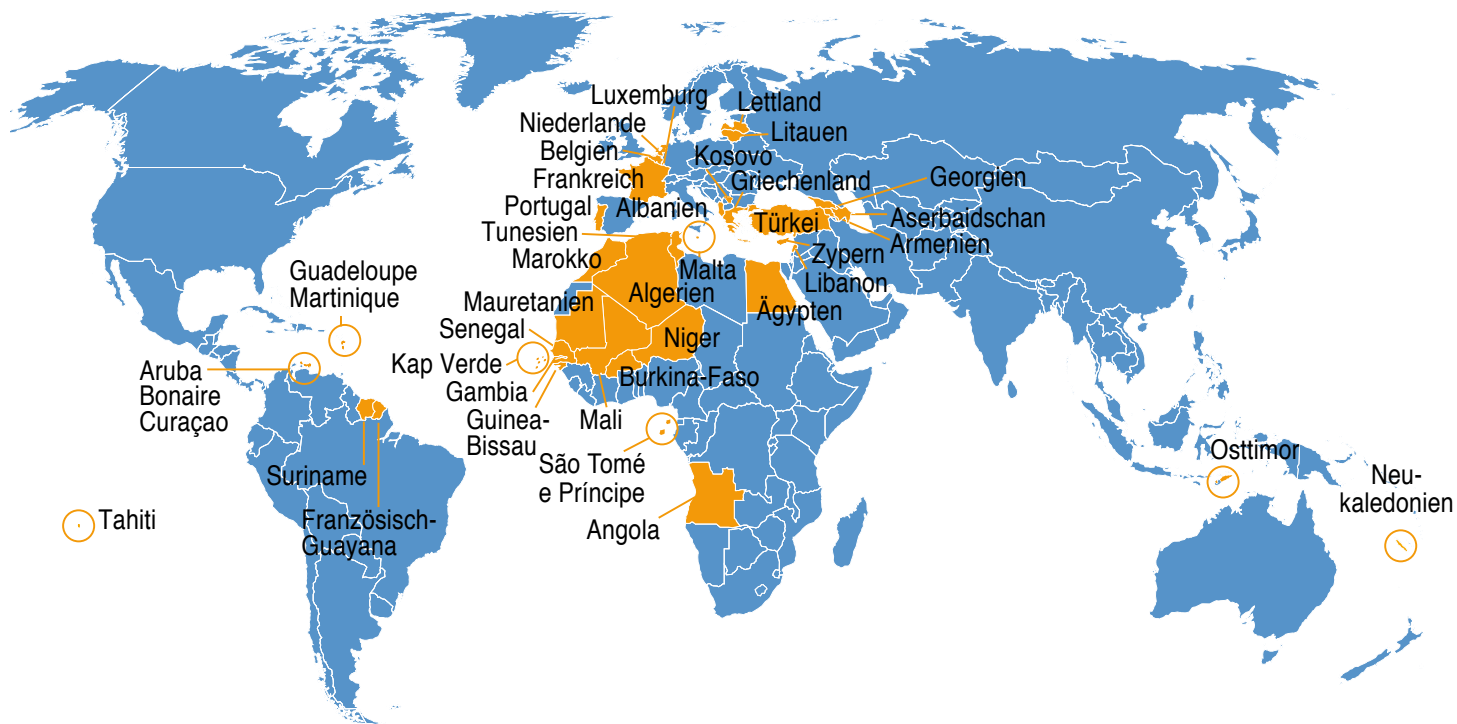 Luxemburg
Lettland
Niederlande
Litauen
Belgien
Kosovo
Frankreich
Griechenland
Georgien
Portugal
Albanien
Türkei
Aserbaidschan
Tunesien
Armenien
Marokko
Zypern
Malta
Libanon
Guadeloupe
Martinique
Mauretanien
Algerien
Ägypten
Senegal
Niger
Kap Verde
Aruba
Bonaire
Curaçao
Burkina-Faso
Gambia
Guinea-
Bissau
Mali
São Tomé
e Príncipe
Suriname
Osttimor
Neu-
kaledonien
Tahiti
Französisch-
Guayana
Angola